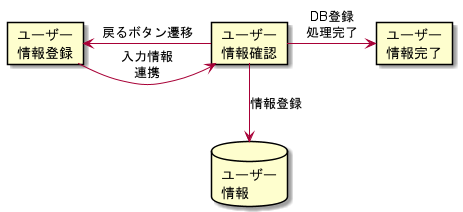 ユーザー
情報登録
戻るボタン遷移
入力情報
連携
ユーザー
情報確認
DB登録
処理完了
ユーザー
情報完了
情報登録
ユーザー
情報